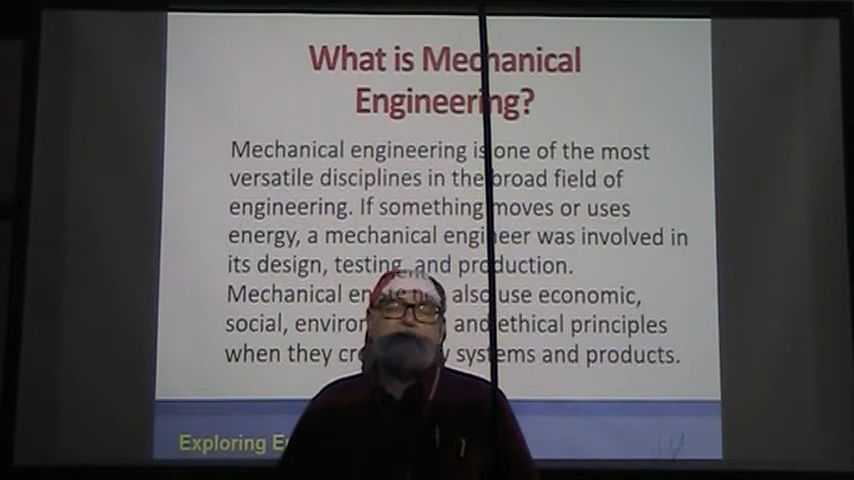 What is Mechanical
Engineering?
Mechanical engineering is one of the most
versatile disciplines in the broad field of
engineering. If something moves or uses
energy, a mechanical engineer was involved in
its design, testing, and production.
Mechanical also use economic,
social, and ethical principles
when they systems and products.
Exploring